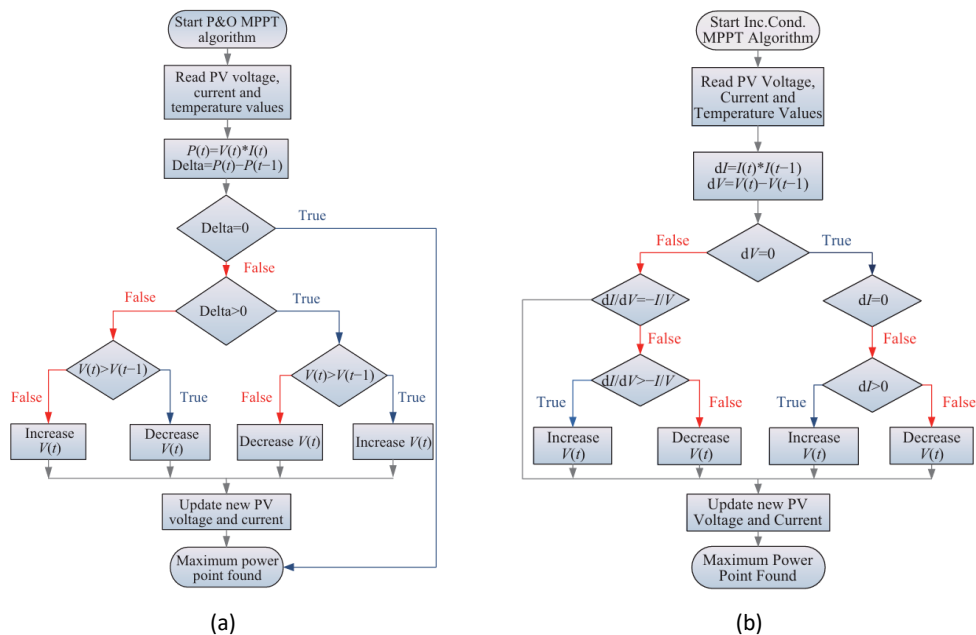 Start P&O MPPT
algorithm
Read PV voltage,
current and
temperature values
P(t)=V(t)*I(t)
Delta=P(t)−P(t−1)
Delta=0
True
False
Delta>0
False
True
V(t)>V(t−1)
V(t)>V(t−1)
False
True
False
True
Increase
V(t)
Decrease
V(t)
Decrease V(t)
Increase V(t)
Update new PV
voltage and current
Maximum power
point found
(a)
Start Inc.Cond.
MPPT Algorithm
Read PV Voltage,
Current and
Temperature Values
dI=I(t)*I(t−1)
dV=V(t)−V(t−1)
dV=0
False
True
dI/dV=−I/V
dI=0
False
False
dI/dV>−I/V
dI>0
True
False
True
False
Increase
V(t)
Decrease
V(t)
Increase
V(t)
Decrease
V(t)
Update new PV
Voltage and Current
Maximum Power
Point Found
(b)